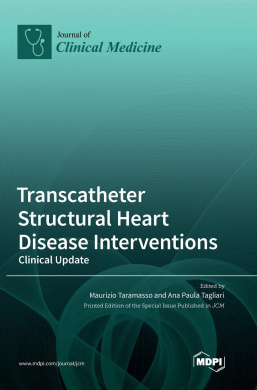 Journal of
Clinical Medicine
Transcatheter
Structural Heart
Disease Interventions
Clinical Update
Edited by
Maurizio Taramasso and Ana Paula Tagliari
Printed Edition of the Special Issue Published in JCM
www.mdpi.com/journal/jcm
MDPI